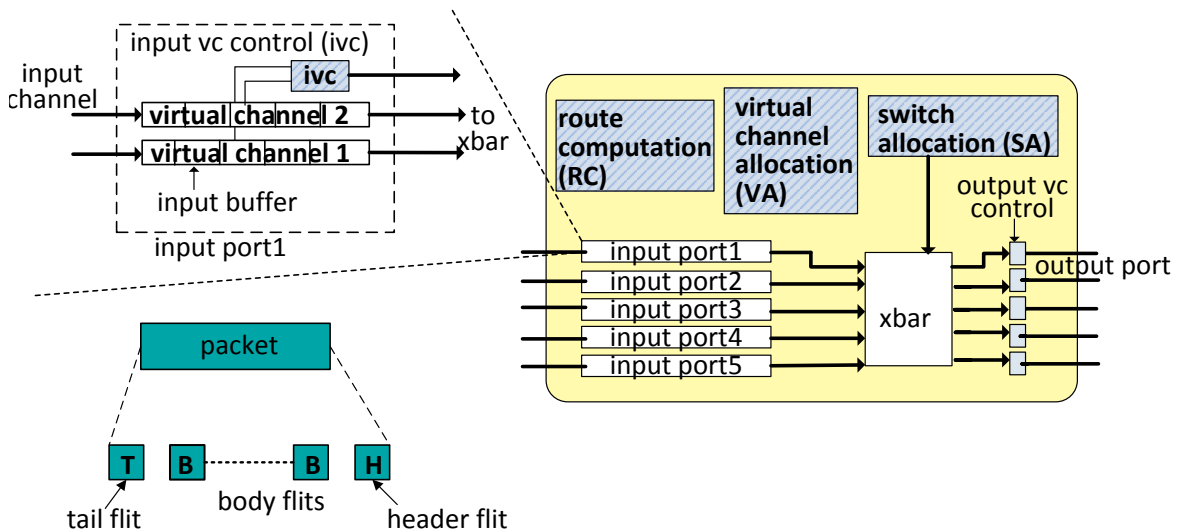 input vc control (ivc)
input
channel
ivc
virtual channel 2
to
xbar
virtual channel 1
input buffer
input port1
route
computation
(RC)
virtual
channel
allocation
(VA)
switch
allocation (SA)
output vc
control
input port1
input port2
input port3
input port4
input port5
xbar
output port
packet
T
B
B
H
body flits
tail flit
header flit